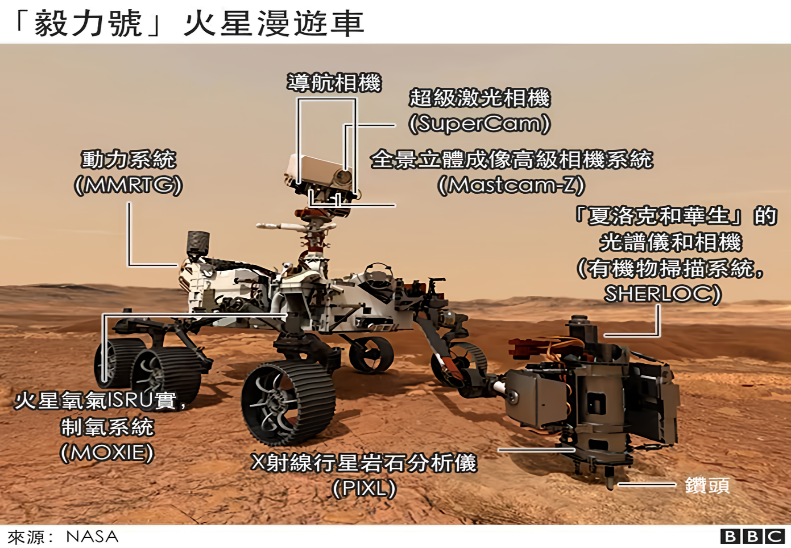 「毅力號」火星漫遊車
導航相機
超級激光相機
(SuperCam)
動力系統
(MMRTG)
全景立體成像高級相機系統
(Mastcam-Z)
「夏洛克和華生」的
光譜儀和相機
(有機物掃描系統,
SHERLOC)
火星氧氣ISRU實,
制氧系統
(MOXIE)
X射線行星岩石分析儀
(PIXL)
鑽頭
來源：NASA
BBC